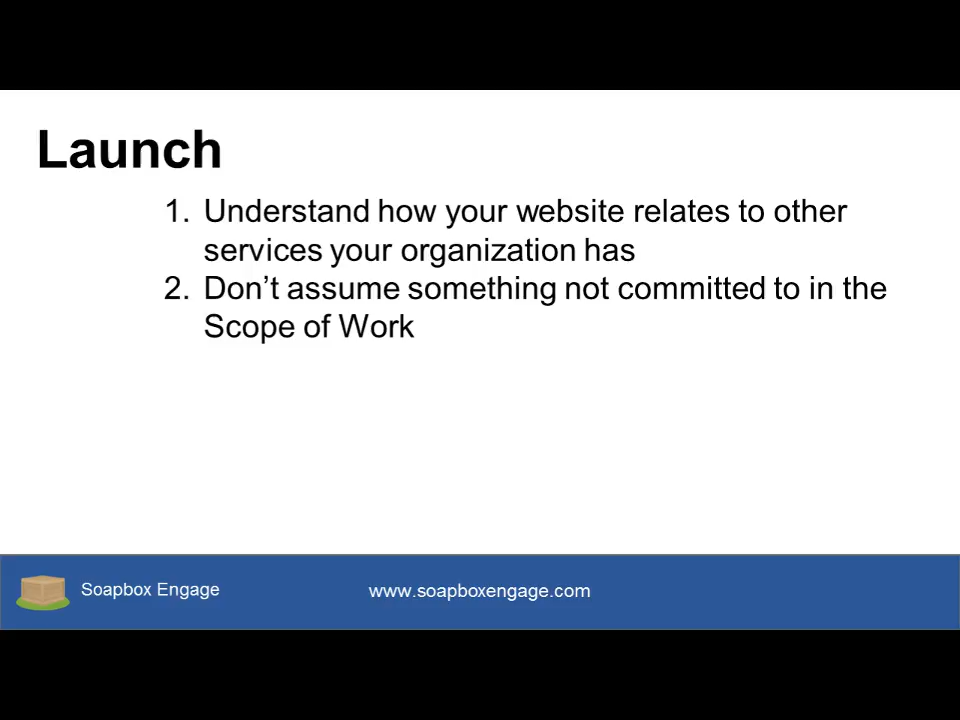 Launch
1. Understand how your website relates to other
services your organization has
2. Don’t assume something not committed to in the
Scope of Work
Soapbox Engage
www.soapboxengage.com